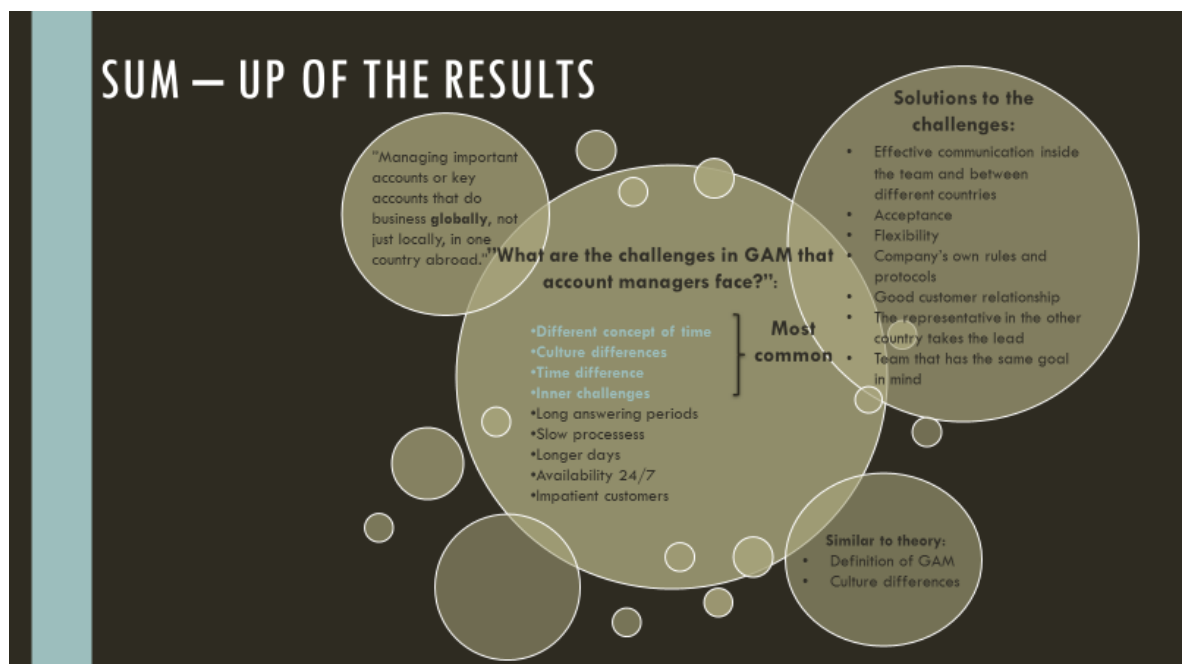 SUM – UP OF THE RESULTS
"Managing important
accounts or key
accounts that do
business globally, not
just locally, in one
country abroad."
"What are the challenges in GAM that
account managers face?":
•Different concept of time
•Culture differences
•Time difference
•Inner challenges
•Long answering periods
•Slow processess
•Longer days
•Availability 24/7
•Impatient customers
Most
common
Solutions to the
challenges:
• Effective communication inside
the team and between
different countries
• Acceptance
• Flexibility
• Company's own rules and
protocols
• Good customer relationship
• The representative in the other
country takes the lead
• Team that has the same goal
in mind
Similar to theory:
• Definition of GAM
• Culture differences